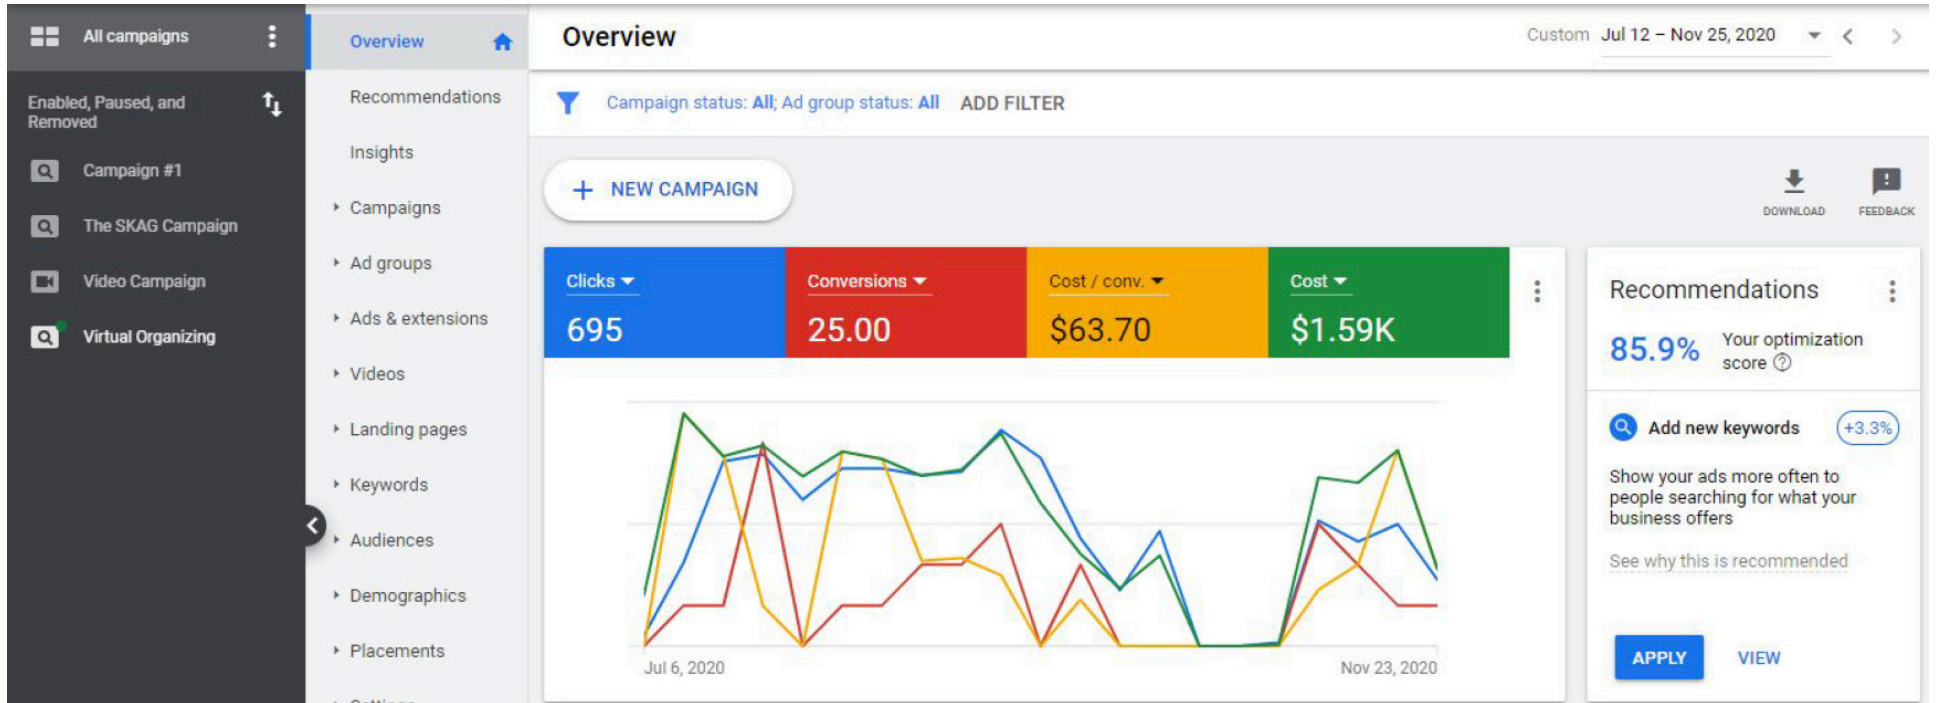 All campaigns
Enabled, Paused, and
Removed
Campaign #1
The SKAG Campaign
Video Campaign
Virtual Organizing
Overview
Recommendations
Insights
Campaigns
Ad groups
Ads & extensions
Videos
Landing pages
Keywords
Audiences
Demographics
Placements
Overview
Custom Jul 12 – Nov 25, 2020
Campaign status: All; Ad group status: All ADD FILTER
+ NEW CAMPAIGN
DOWNLOAD
FEEDBACK
Clicks
695
Conversions
25.00
Cost / conv.
$63.70
Cost
$1.59K
Jul 6, 2020
Nov 23, 2020
Recommendations
85.9%
Your optimization
score ?
Add new keywords
+3.3%
Show your ads more often to
people searching for what your
business offers
See why this is recommended
APPLY
VIEW